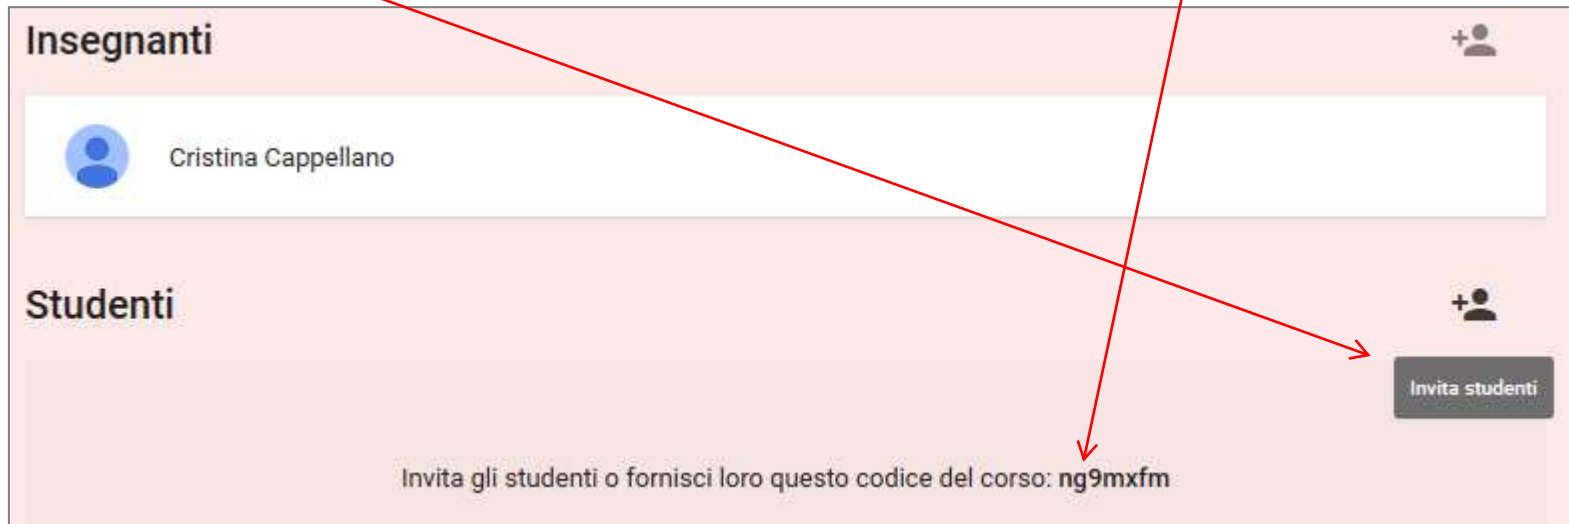 Insegnanti
Cristina Cappellano
Studenti
Invita studenti
Invita gli studenti o fornisci loro questo codice del corso: ng9mxfm